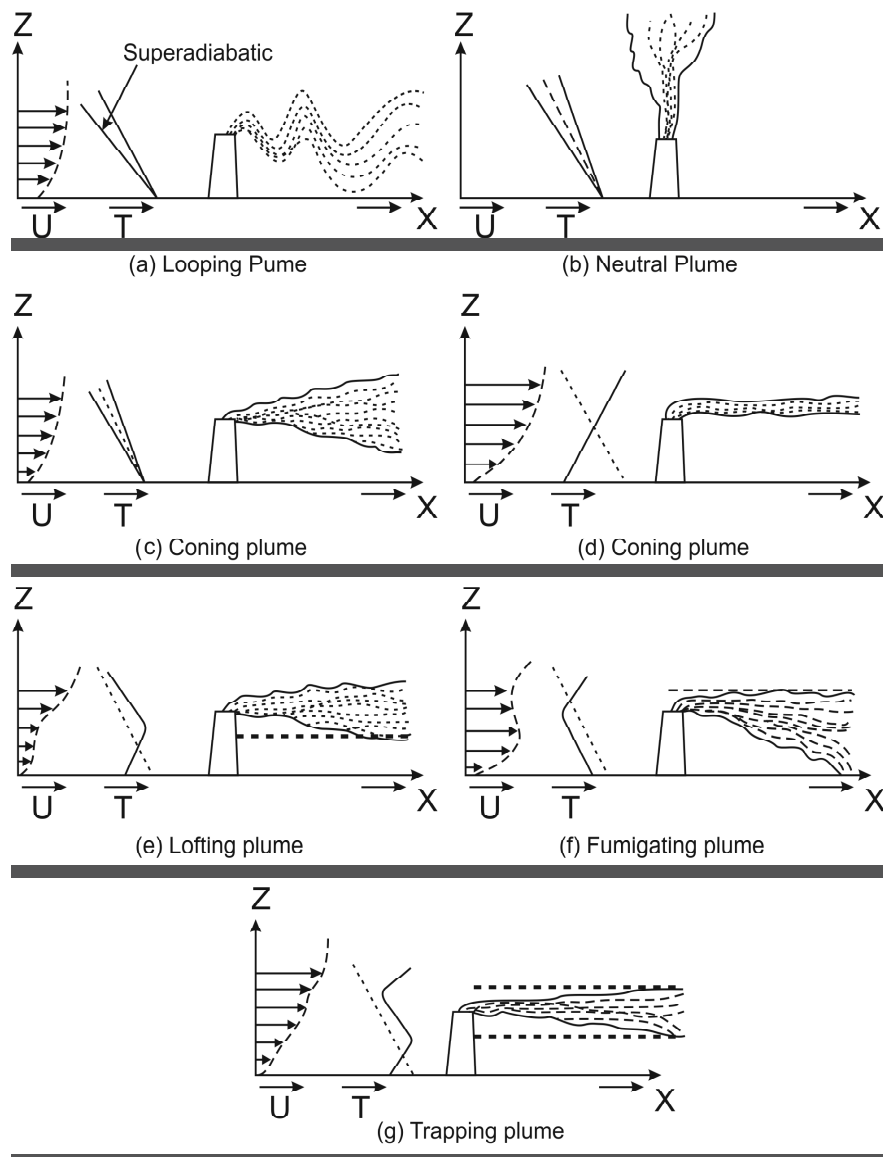 Z
Superadiabatic
U
T
X
(a) Looping Pume
Z
U
T
X
(b) Neutral Plume
Z
U
T
X
(c) Coning plume
Z
U
T
X
(d) Coning plume
Z
U
T
X
(e) Lofting plume
Z
U
T
X
(f) Fumigating plume
Z
U
T
X
(g) Trapping plume